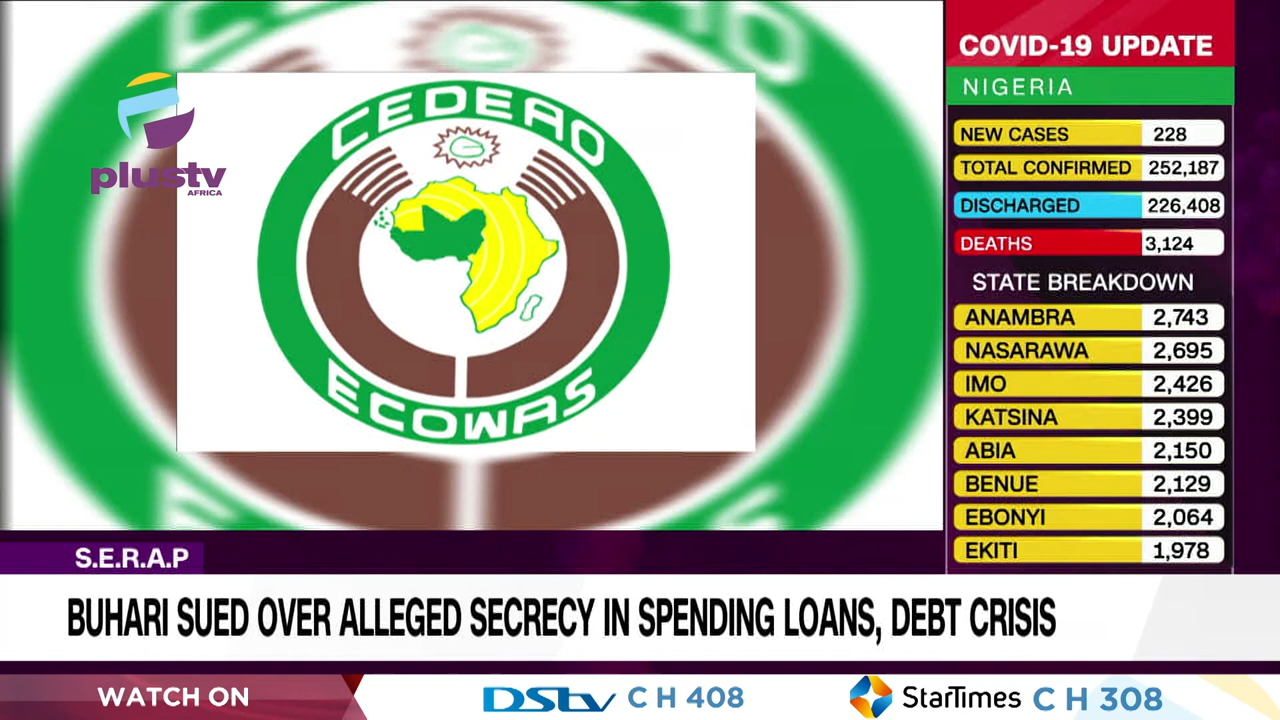 plustv
AFRICA
CEDEAO
ECOWAS
COVID-19 UPDATE
NIGERIA
NEW CASES 228
TOTAL CONFIRMED 252,187
DISCHARGED 226,408
DEATHS 3,124
STATE BREAKDOWN
ANAMBRA 2,743
NASARAWA 2,695
IMO 2,426
KATSINA 2,399
ABIA 2,150
BENUE 2,129
EBONYI 2,064
EKITI 1,978
S.E.R.A.P
BUHARI SUED OVER ALLEGED SECRECY IN SPENDING LOANS, DEBT CRISIS
WATCH ON DStv CH 408 StarTimes CH 308